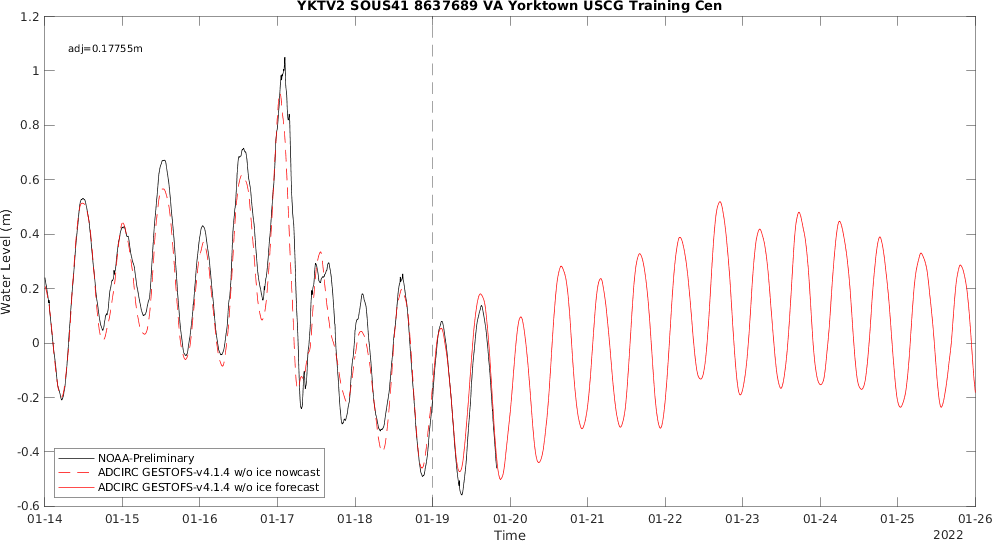 YKTV2 SOUS41 8637689 VA Yorktown USCG Training Cen
adj=0.17755m
1.2
1
0.8
0.6
0.4
0.2
0
-0.2
-0.4
-0.6
Water Level (m)
NOAA-Preliminary
ADCIRC GESTOFS-v4.1.4 w/o ice nowcast
ADCIRC GESTOFS-v4.1.4 w/o ice forecast
01-14 01-15 01-16 01-17 01-18 01-19 01-20 01-21 01-22 01-23 01-24 01-25 01-26
Time
2022